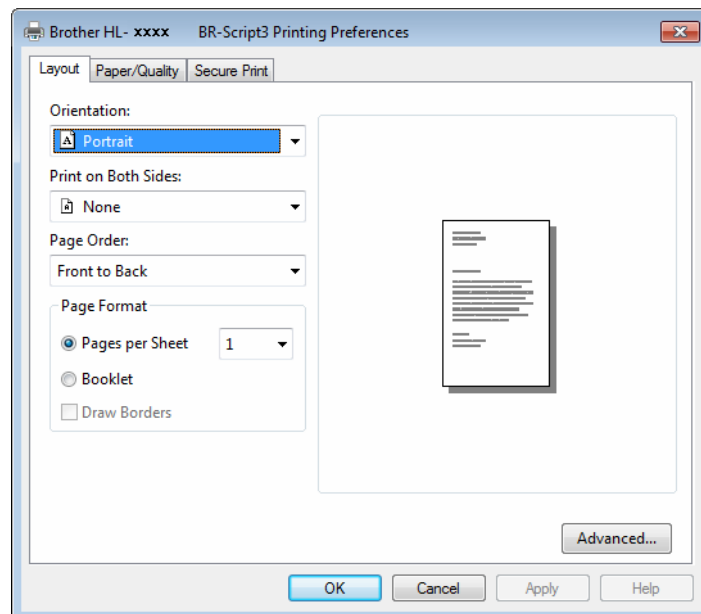 Brother HL- xxxx BR-Script3 Printing Preferences
Layout Paper/Quality Secure Print
Orientation:
A Portrait
Print on Both Sides:
A None
Page Order:
Front to Back
Page Format
Pages per Sheet 1
Booklet
Draw Borders
Advanced...
OK Cancel Apply Help